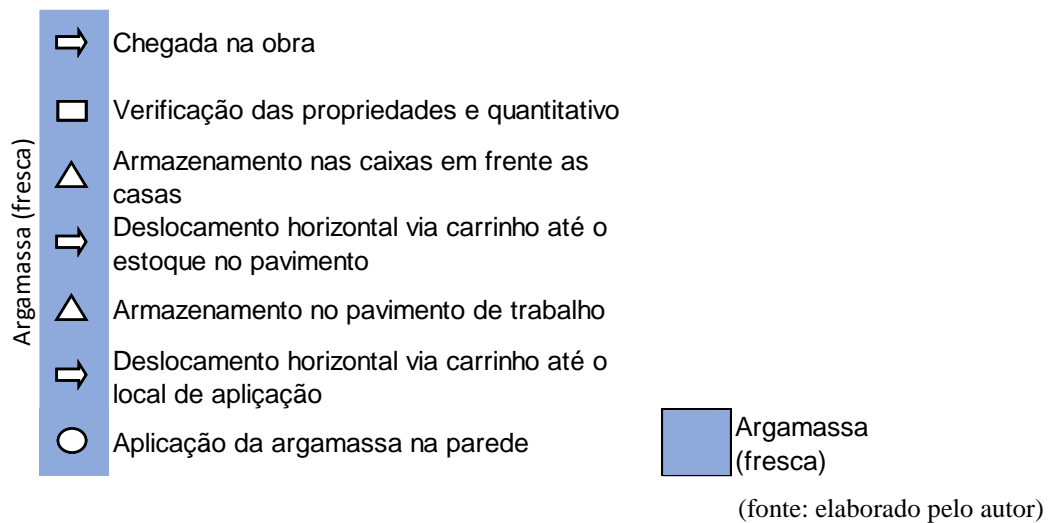 Argamassa (fresca)
Chegada na obra
Verificação das propriedades e quantitativo
Armazenamento nas caixas em frente as
casas
Deslocamento horizontal via carrinho até o
estoque no pavimento
Armazenamento no pavimento de trabalho
Deslocamento horizontal via carrinho até o
local de apliçação
Aplicação da argamassa na parede
Argamassa
(fresca)
(fonte: elaborado pelo autor)